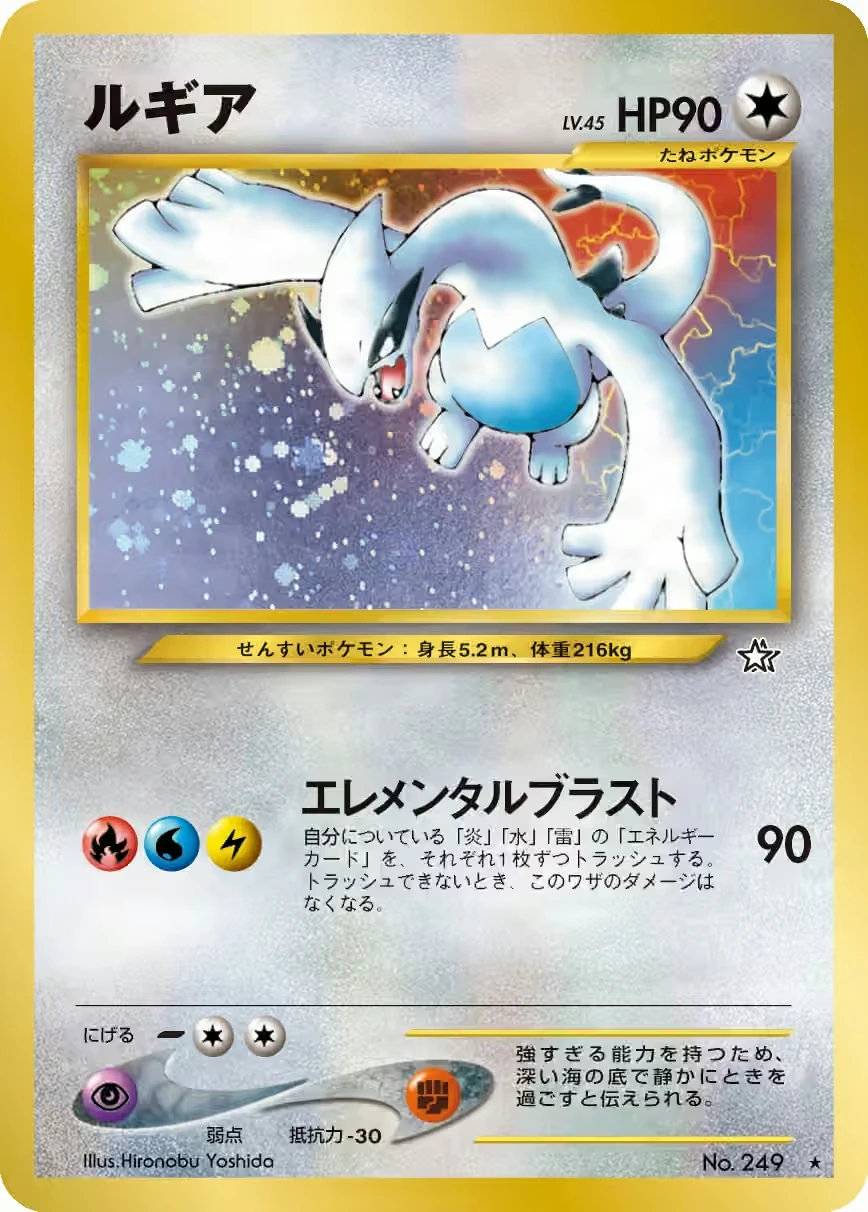 ルギア
LV.45 HP90
たねポケモン
せんすいポケモン：身長5.2m、体重216kg
エレメンタルブラスト
自分についている「炎」「水」「雷」の「エネルギー
カード」を、それぞれ1枚ずつトラッシュする。
トラッシュできないとき、このワザのダメージは
なくなる。
90
にげる
強すぎる能力を持つため、
深い海の底で静かにときを
過ごすと伝えられる。
弱点 抵抗力-30
Illus.Hironobu Yoshida
No. 249 ★